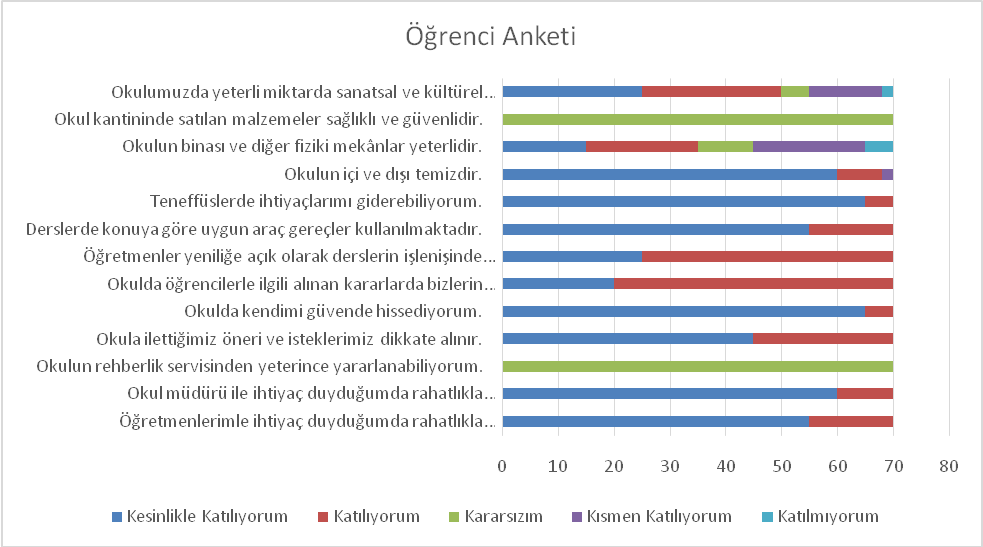 Öğrenci Anketi
Okulumuzda yeterli miktarda sanatsal ve kültürel...
Okul kantininde satılan malzemeler sağlıklı ve güvenlidir.
Okulun binası ve diğer fiziki mekânlar yeterlidir.
Okulun içi ve dışı temizdir.
Teneffüslerde ihtiyaçlarımı giderebiliyorum.
Derslerde konuya göre uygun araç gereçler kullanılmaktadır.
Öğretmenler yeniliğe açık olarak derslerin işlenişinde...
Okulda öğrencilerle ilgili alınan kararlarda bizlerin...
Okulda kendimi güvende hissediyorum.
Okula ilettiğimiz öneri ve isteklerimiz dikkate alınır.
Okulun rehberlik servisinden yeterince yararlanabiliyorum.
Okul müdürü ile ihtiyaç duyduğumda rahatlıkla...
Öğretmenlerimle ihtiyaç duyduğumda rahatlıkla...
0 10 20 30 40 50 60 70 80
Kesinlikle Katılıyorum Katılıyorum Kararsızım Kısmen Katılıyorum Katılmıyorum